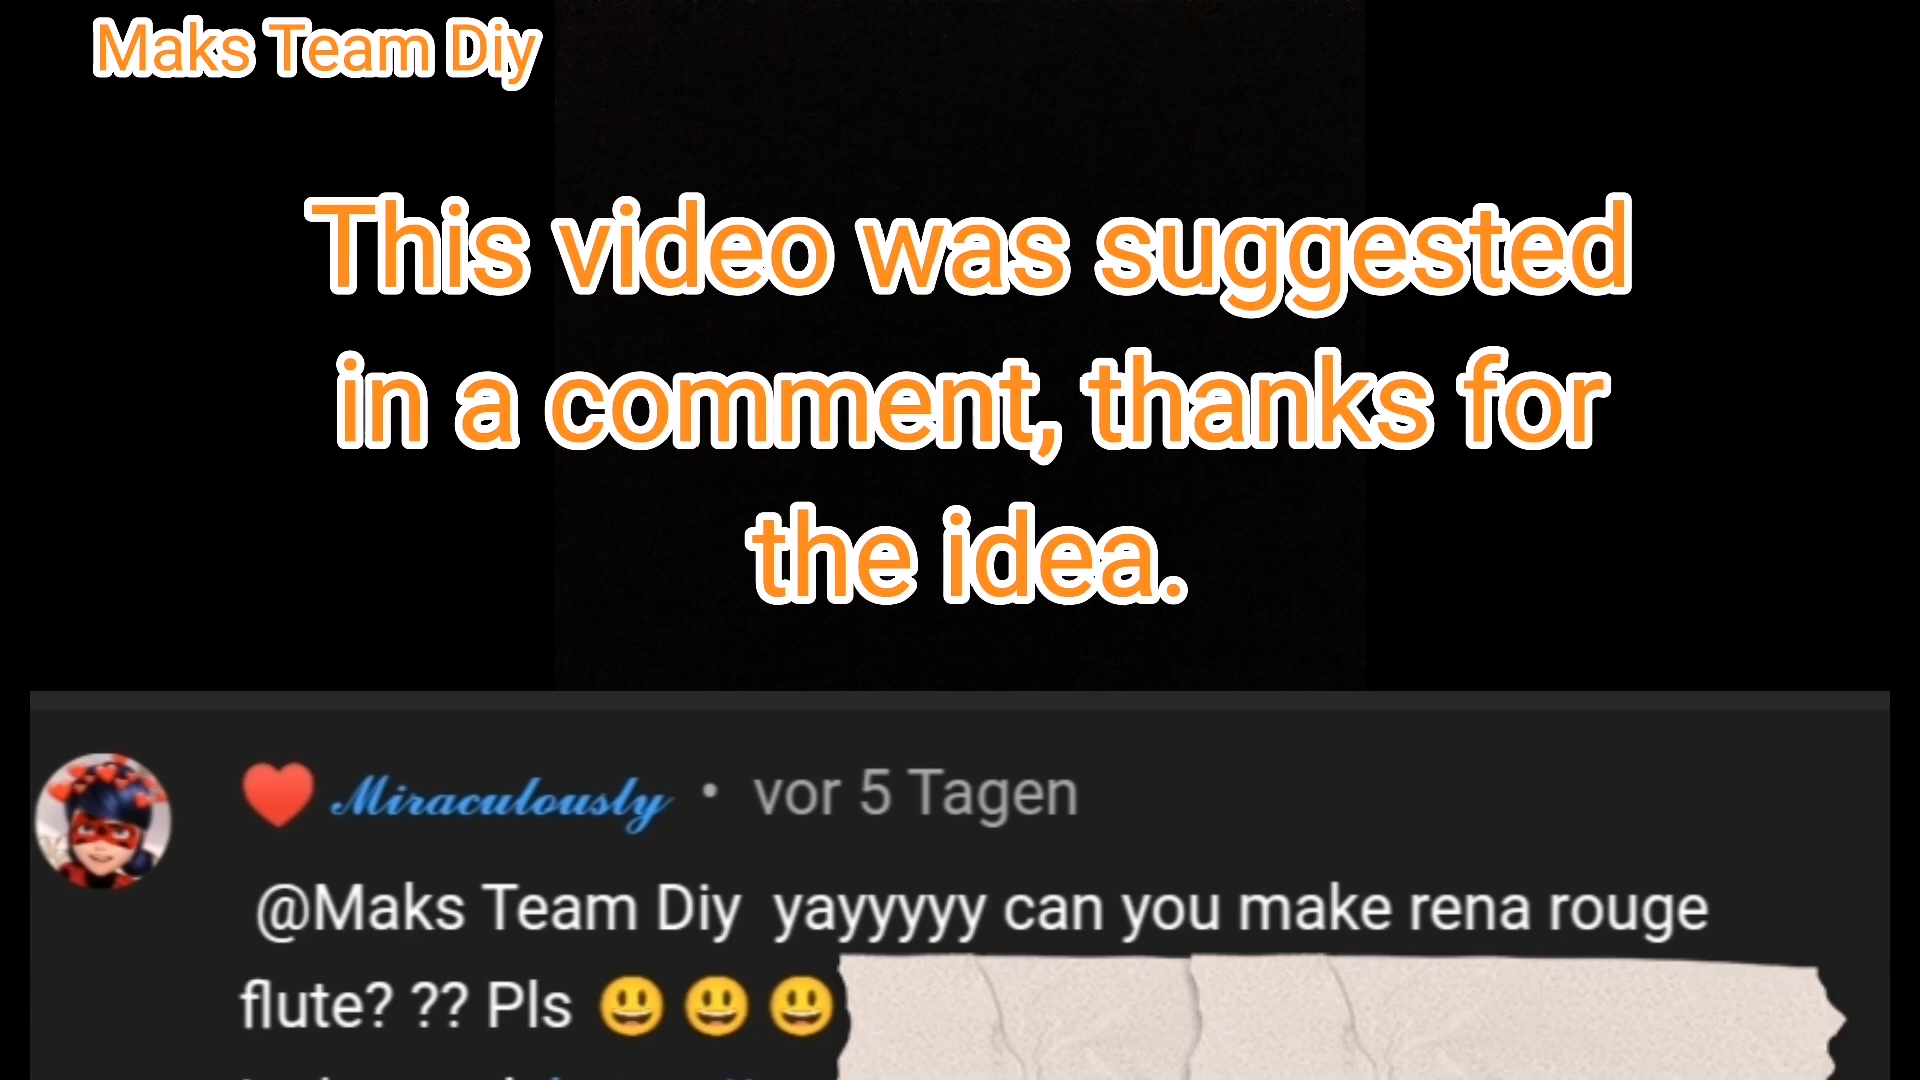 Maks Team Diy
This video was suggested
in a comment, thanks for
the idea.
❤️ Miraculously • vor 5 Tagen
@Maks Team Diy yayyyyy can you make rena rouge
flute? ?? Pls 😃 😃 😃